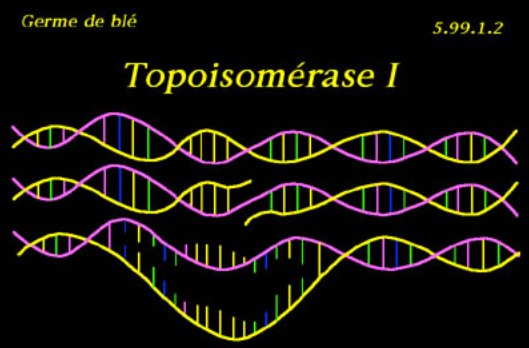 Germe de blé
5.99.1.2
Topoisomérase I